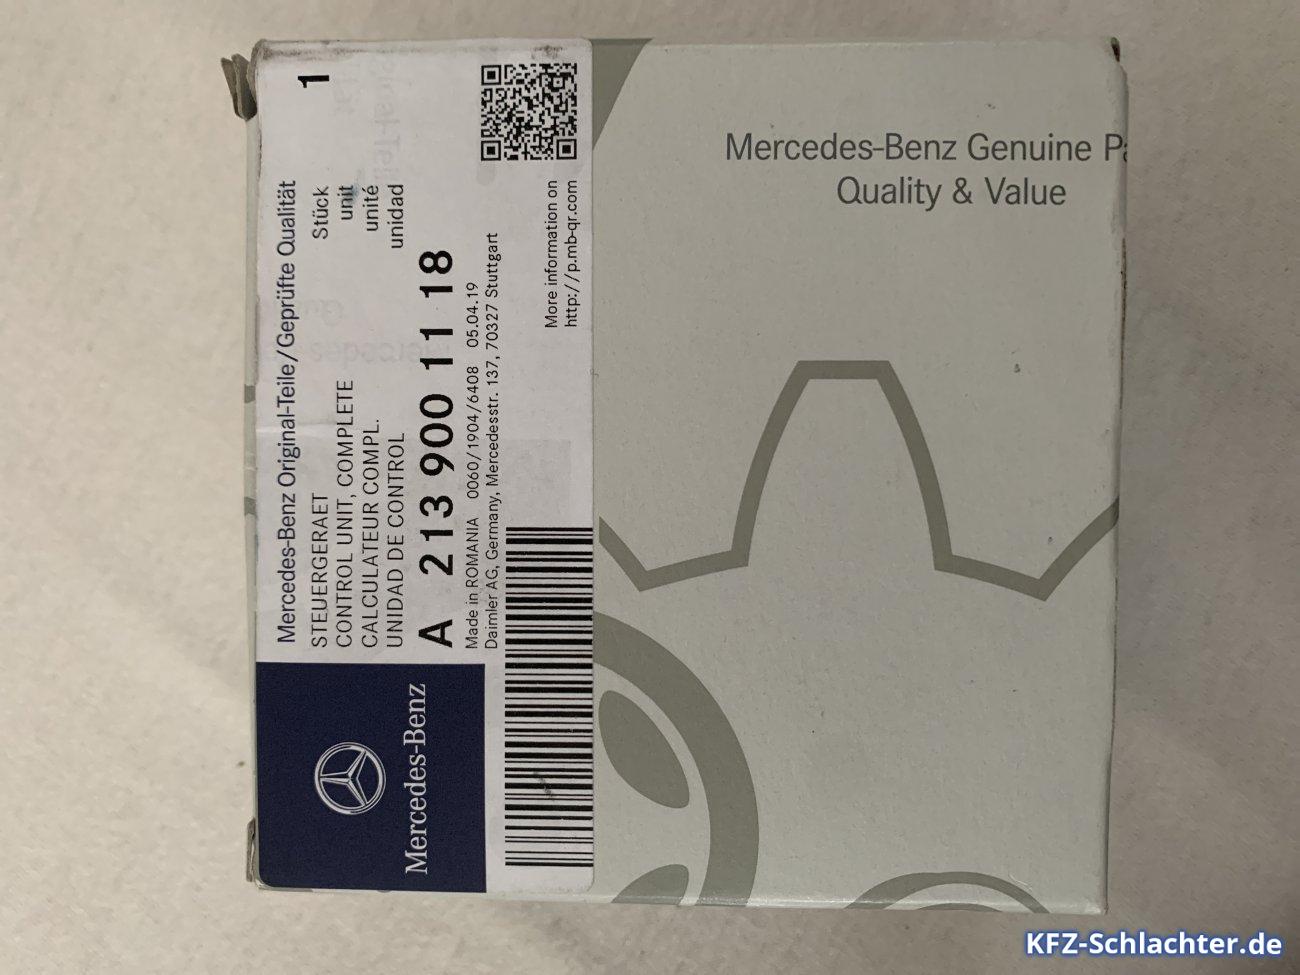 Mercedes-Benz Original-Teile/Geprüfte Qualität
STEUERGERAET
CONTROL UNIT, COMPLETE
CALCULATEUR COMPL.
UNIDAD DE CONTROL
1
Stück
unit
unité
unidad
A 213 900 11 18
Made in ROMANIA 0060/1904/6408 05.04.19
Daimler AG, Germany, Mercedesstr. 137, 70327 Stuttgart
More information on
http://p.mb-qr.com
Mercedes-Benz
Mercedes-Benz Genuine Pa
Quality & Value
KFZ-Schlachter.de